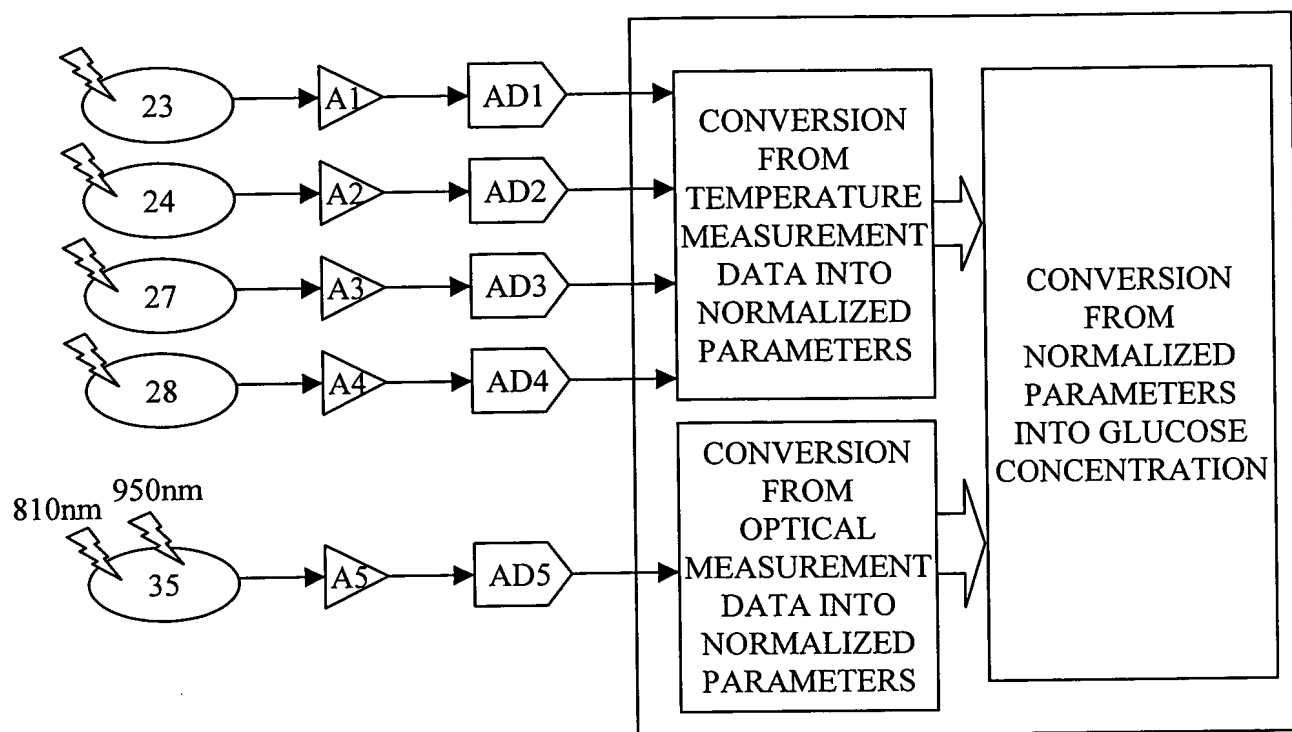 23
A1
AD1
24
A2
AD2
27
A3
AD3
28
A4
AD4
CONVERSION
FROM
TEMPERATURE
MEASUREMENT
DATA INTO
NORMALIZED
PARAMETERS
810nm
950nm
35
A5
AD5
CONVERSION
FROM
OPTICAL
MEASUREMENT
DATA INTO
NORMALIZED
PARAMETERS
CONVERSION
FROM
NORMALIZED
PARAMETERS
INTO GLUCOSE
CONCENTRATION